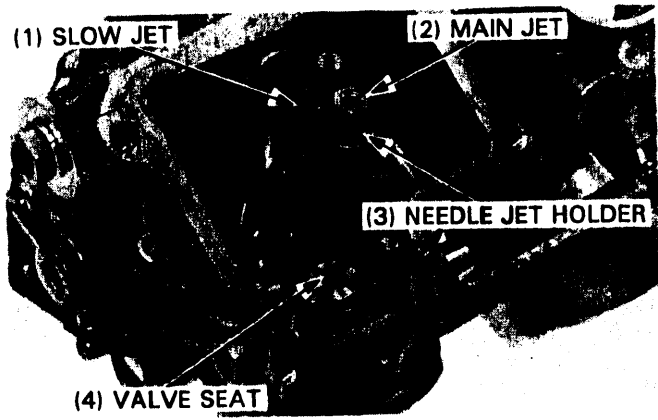 (1) SLOW JET
(2) MAIN JET
(3) NEEDLE JET HOLDER
(4) VALVE SEAT